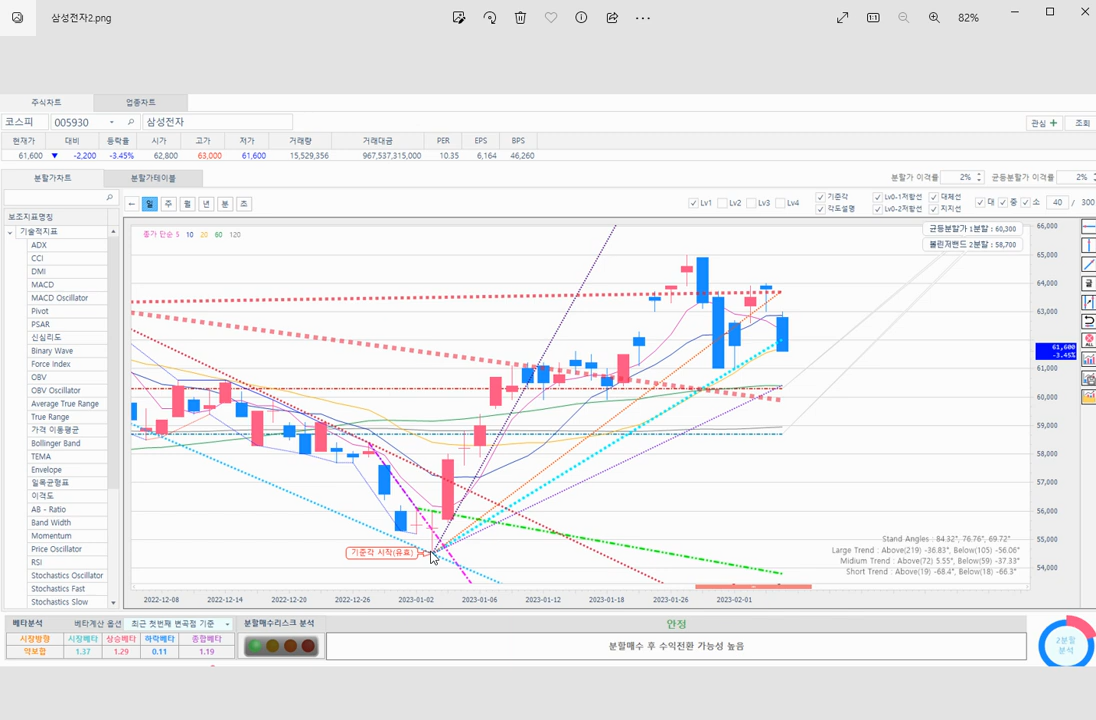 삼성전자2.png
82%
주식차트 업종차트
코스피 005930 삼성전자 관심 + 조회
현재가 대비 등락율 시가 고가 저가 거래량 거래대금 PER EPS BPS
61,600 ▼ -2,200 -3.45% 62,800 63,000 61,600 15,529,356 967,537,315,000 10.35 6,164 46,260
분할가차트 분할가테이블 분할가 이격률 2% 균등분할가 이격률 2%
← 일 주 월 년 분 초 Lv1 Lv2 Lv3 Lv4 기준각 Lv0-1저항선 대체선 대 중 소 40 / 300
각도설명 Lv0-2저항선 지지선
보조지표명칭
기술적지표
ADX
CCI
DMI
MACD
MACD Oscillator
Pivot
PSAR
신심리도
Binary Wave
Force Index
OBV
OBV Oscillator
Average True Range
True Range
가격 이동평균
Bollinger Band
TEMA
Envelope
일목균형표
이격도
AB - Ratio
Band Width
Momentum
Price Oscillator
RSI
Stochastics Oscillator
Stochastics Fast
Stochastics Slow
종가 단순 5 10 20 60 120
균등분할가 1분할 : 60,300
볼린저밴드 2분할 : 58,700
66,000
65,000
64,000
63,000
61,600
-3.45%
61,000
60,000
59,000
58,000
57,000
56,000
55,000
54,000
글
ALL
기준각 시작(유효)
Stand Angles : 84.32°, 76.76°, 69.72°
Large Trend : Above(219) -36.83°, Below(105) -56.06°
Midium Trend : Above(72) 5.55°, Below(59) -37.33°
Short Trend : Above(19) -68.4°, Below(18) -66.3°
2022-12-08 2022-12-14 2022-12-20 2022-12-26 2023-01-02 2023-01-06 2023-01-12 2023-01-18 2023-01-26 2023-02-01
베타분석 베타계산 옵션 최근 첫번째 변곡점 기준 분할매수리스크 분석 안정
시장방향 시장베타 상승베타 하락베타 종합베타
약보합 1.37 1.29 0.11 1.19
분할매수 후 수익전환 가능성 높음
2분할
분석